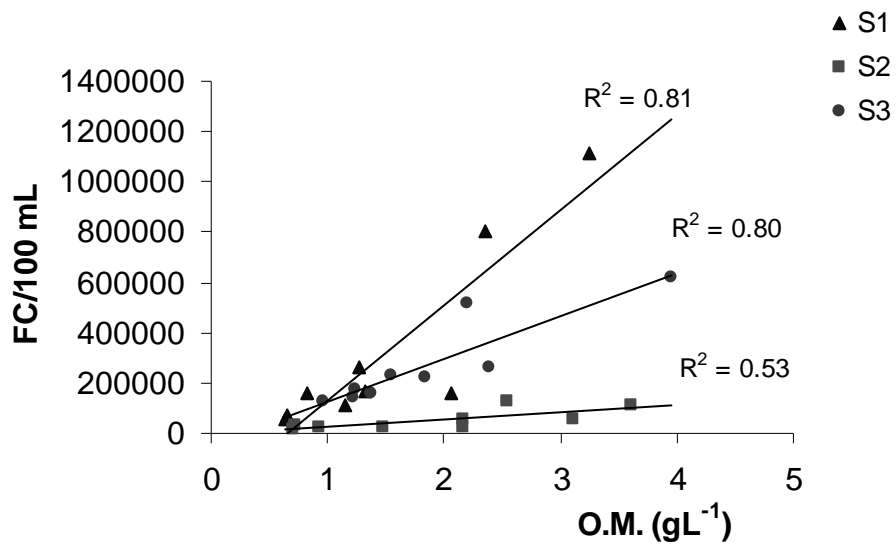 S1
S2
S3
1400000
1200000
1000000
800000
600000
400000
200000
0
FC/100 mL
R² = 0.81
R² = 0.80
R² = 0.53
0 1 2 3 4 5
O.M. (gL⁻¹)